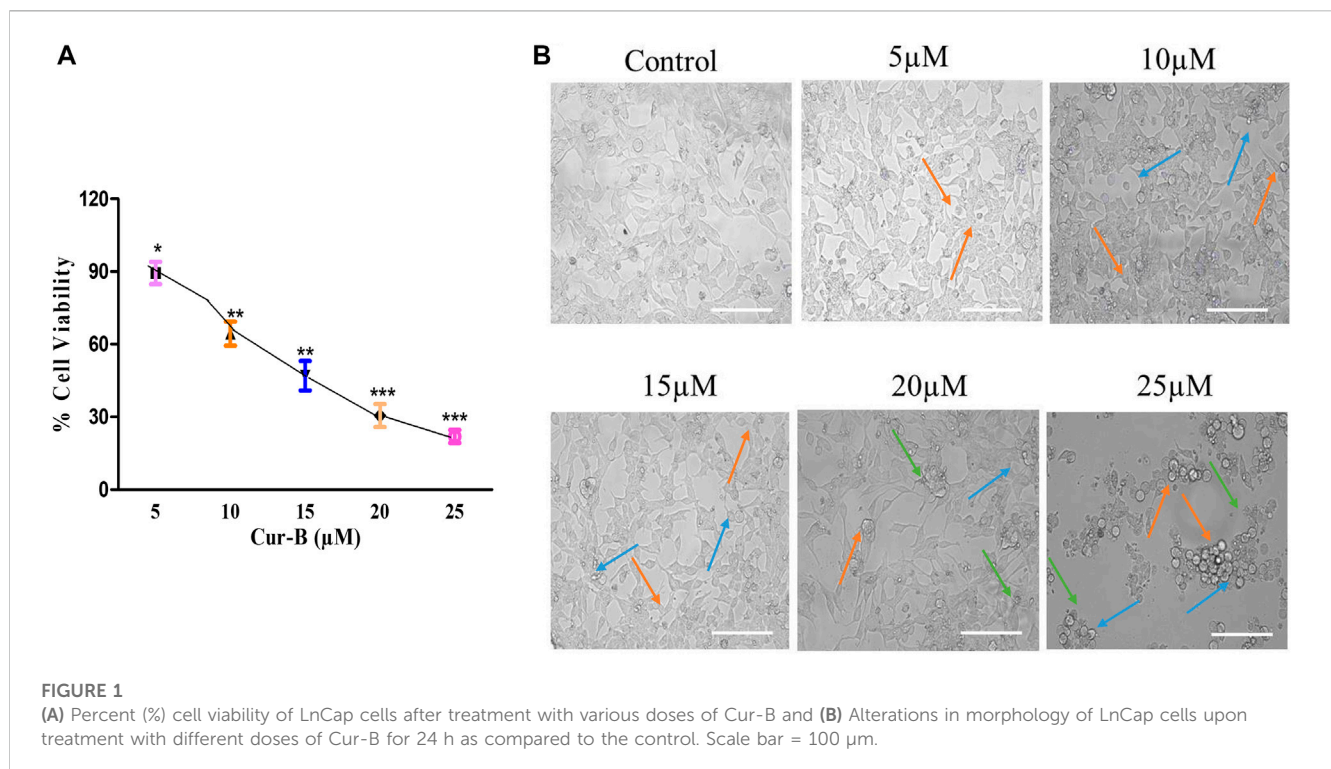 A
120
90
60
30
0
% Cell Viability
*
**
**
***
***
5 10 15 20 25
Cur-B (µM)
B
Control 5µM 10µM
15µM 20µM 25µM
FIGURE 1
(A) Percent (%) cell viability of LnCap cells after treatment with various doses of Cur-B and (B) Alterations in morphology of LnCap cells upon
treatment with different doses of Cur-B for 24 h as compared to the control. Scale bar = 100 µm.